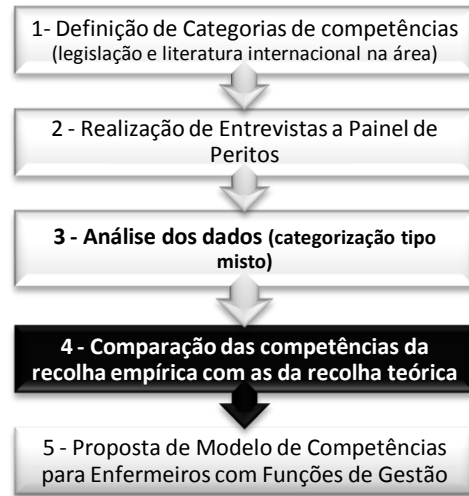 1- Definição de Categorias de competências
(legislação e literatura internacional na área)
2 - Realização de Entrevistas a Painel de
Peritos
3 - Análise dos dados (categorização tipo
misto)
4 - Comparação das competências da
recolha empírica com as da recolha teórica
5 - Proposta de Modelo de Competências
para Enfermeiros com Funções de Gestão